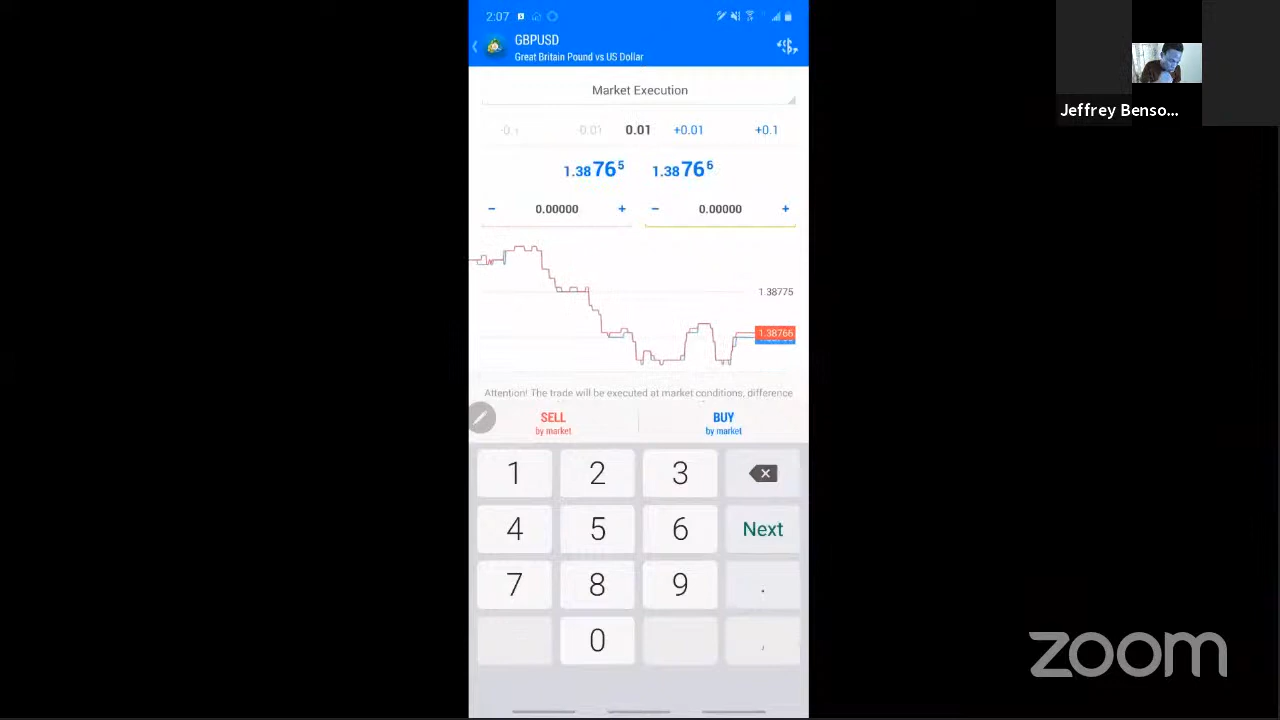 2:07
GBPUSD
Great Britain Pound vs US Dollar
Jeffrey Benso...
Market Execution
-0.1 -0.01 0.01 +0.01 +0.1
1.38765 1.38766
- 0.00000 + - 0.00000 +
1.38775
1.38766
Attention! The trade will be executed at market conditions, difference
SELL BUY
by market by market
1 2 3
4 5 6 Next
7 8 9 .
0 ,
zoom